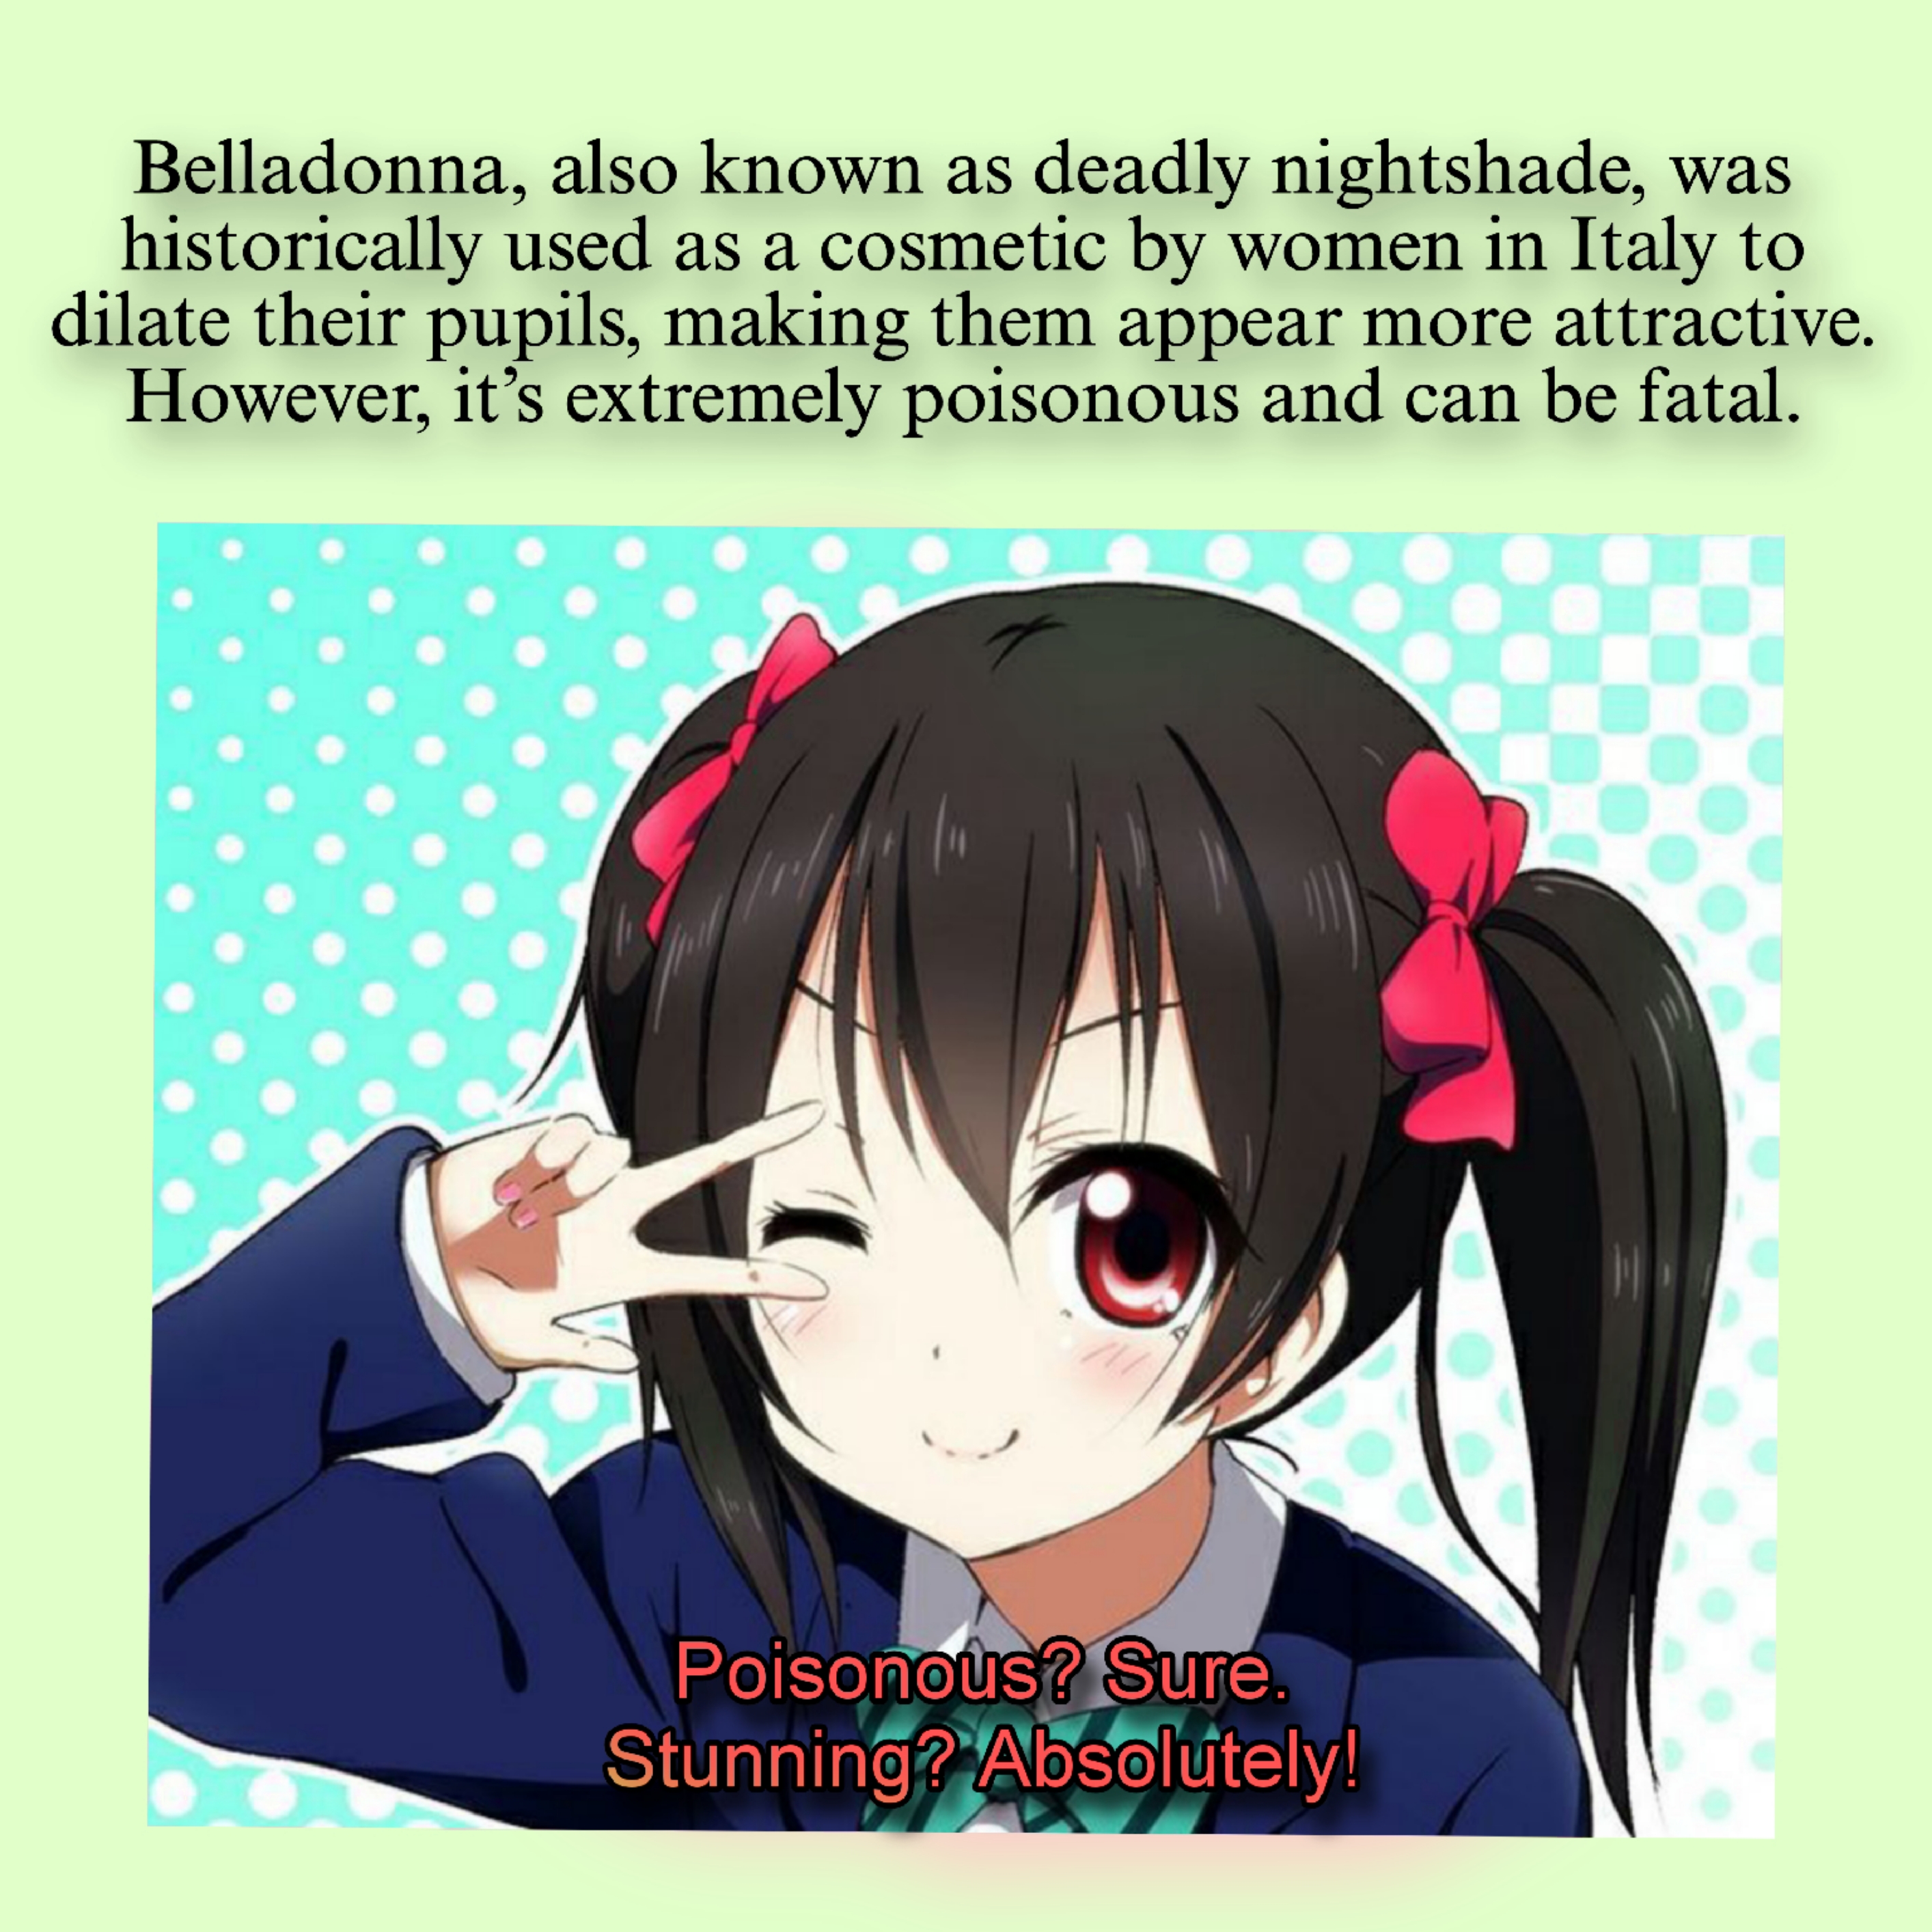 Belladonna, also known as deadly nightshade, was
historically used as a cosmetic by women in Italy to
dilate their pupils, making them appear more attractive.
However, it’s extremely poisonous and can be fatal.
Poisonous? Sure.
Stunning? Absolutely!